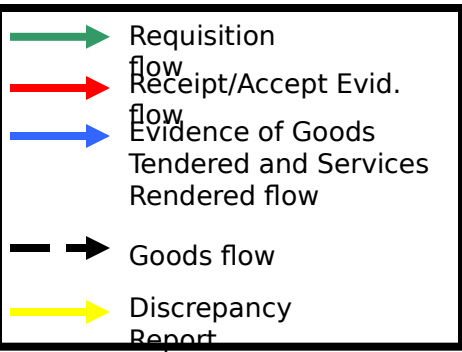 Requisition
flow
Receipt/Accept Evid.
flow
Evidence of Goods
Tendered and Services
Rendered flow
Goods flow
Discrepancy
Report